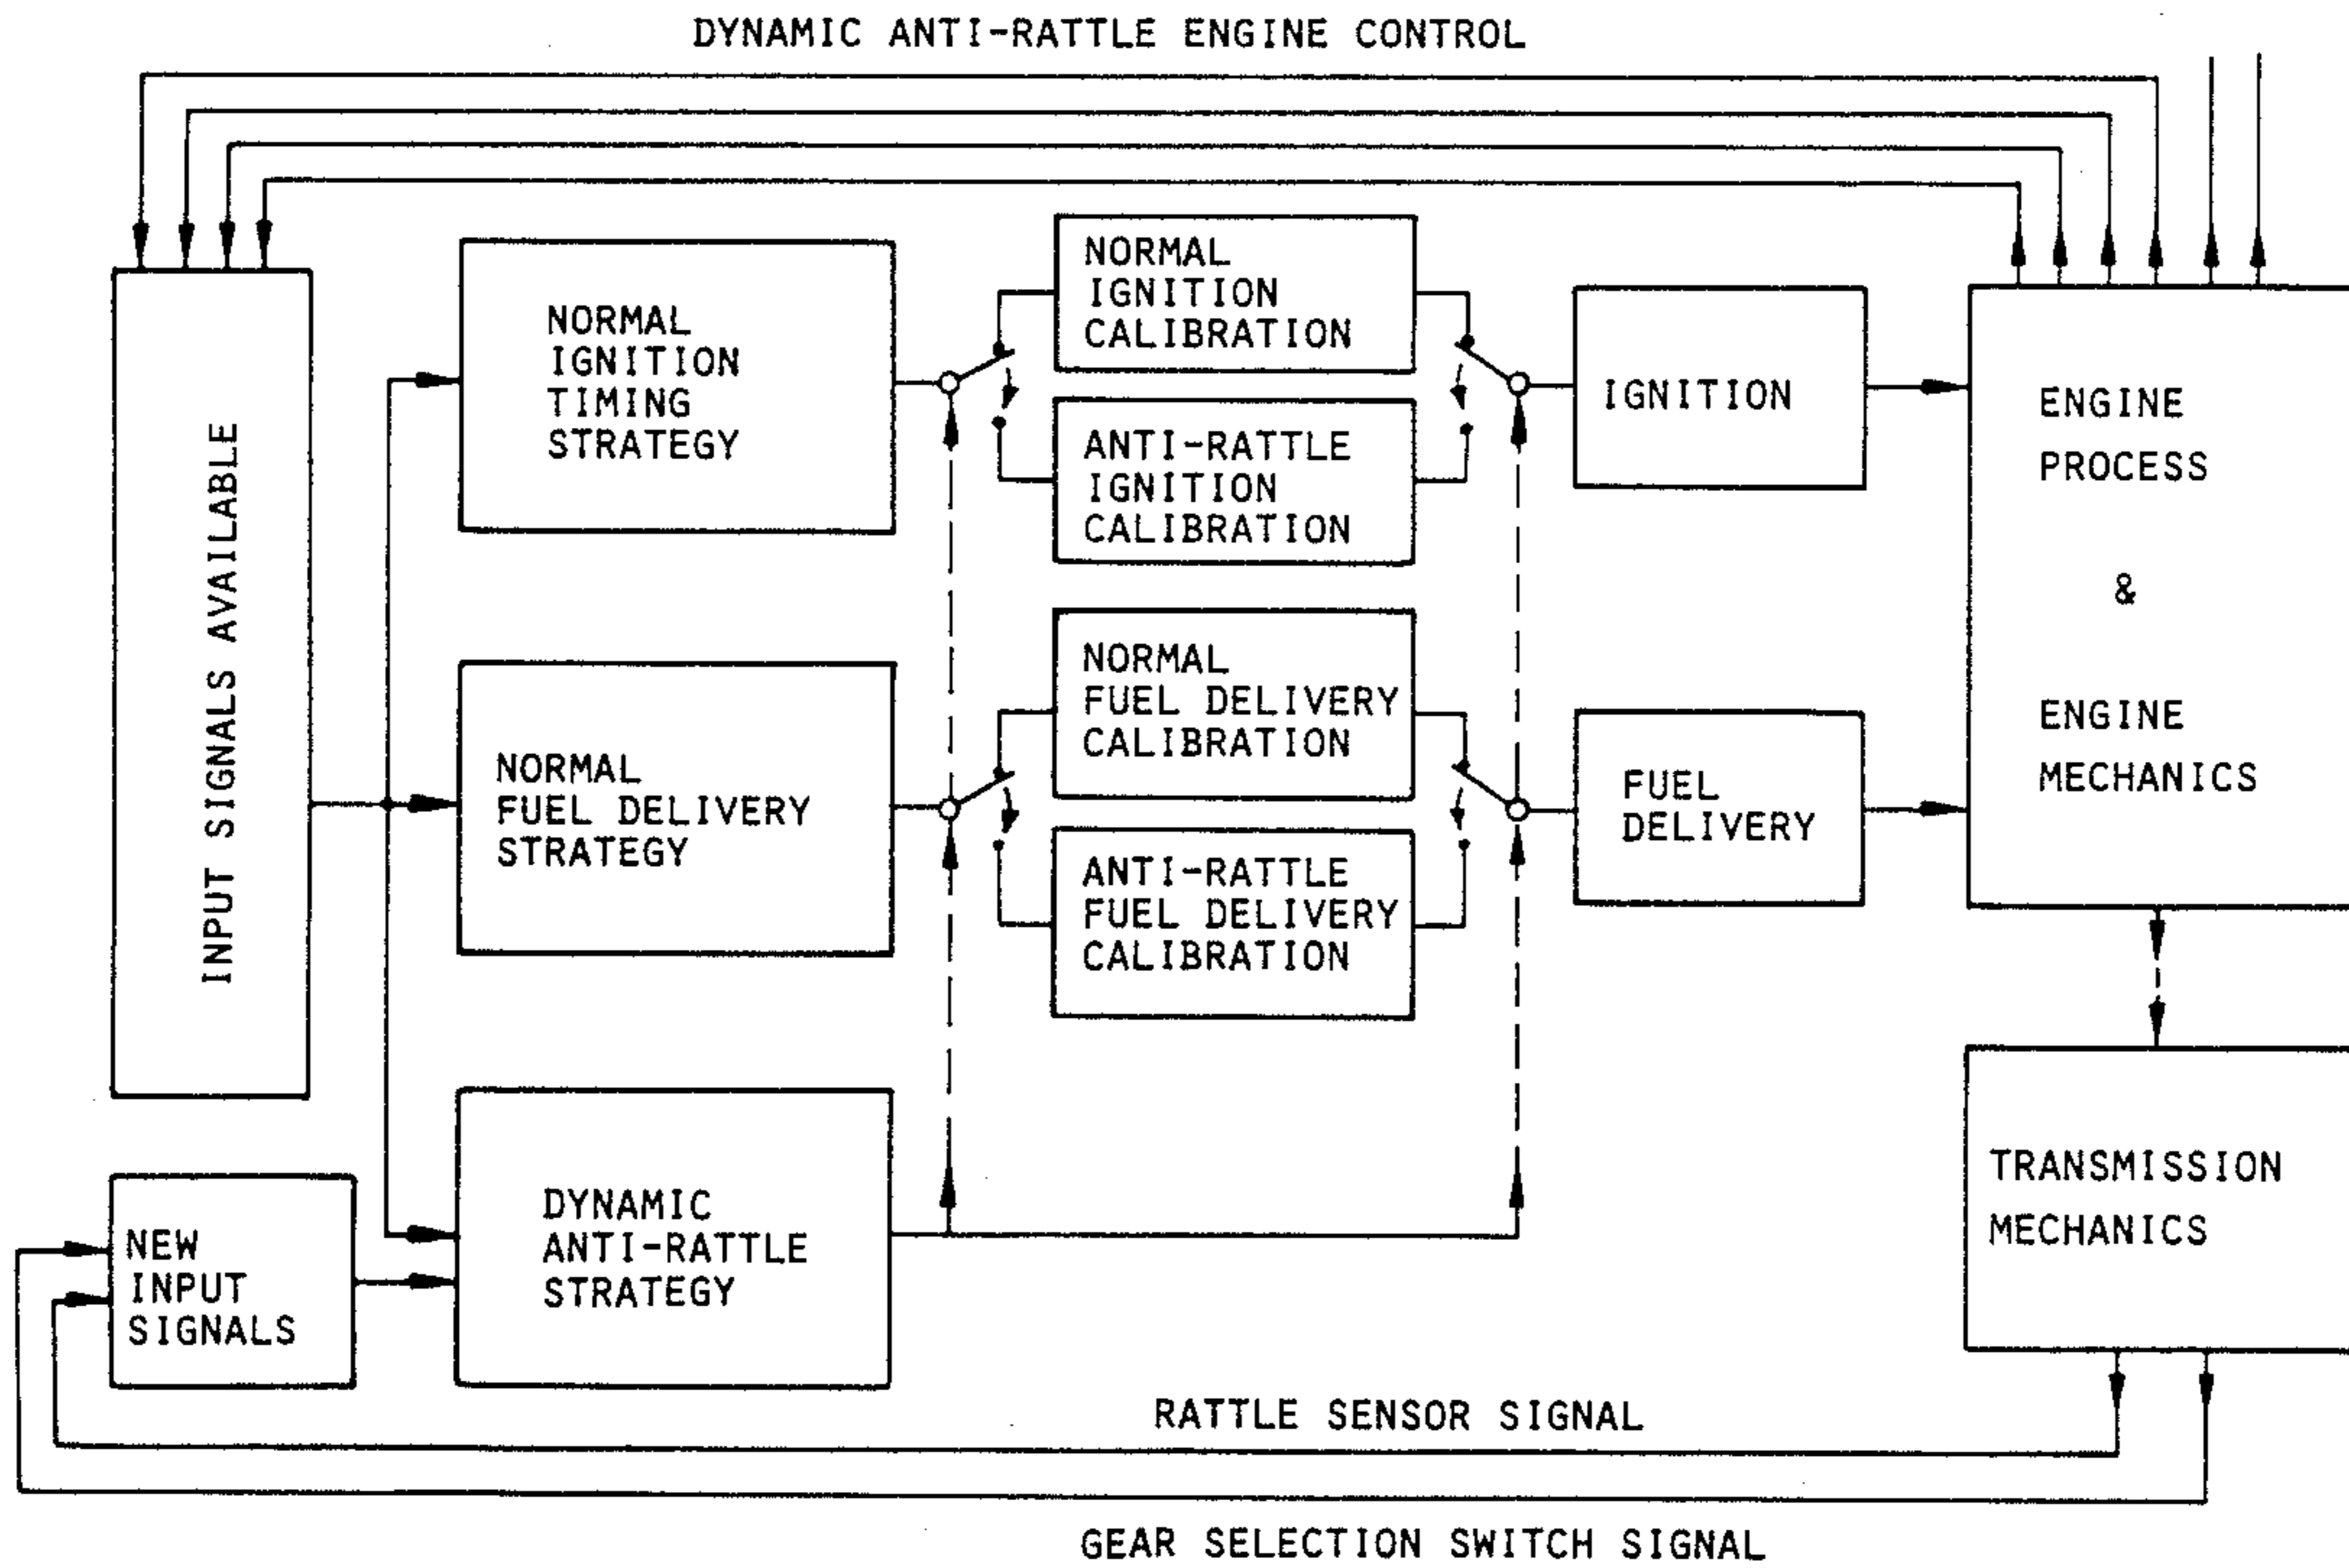 DYNAMIC ANTI-RATTLE ENGINE CONTROL
INPUT SIGNALS AVAILABLE
NORMAL
IGNITION
TIMING
STRATEGY
NORMAL
IGNITION
CALIBRATION
ANTI-RATTLE
IGNITION
CALIBRATION
IGNITION
ENGINE
PROCESS
&
ENGINE
MECHANICS
NORMAL
FUEL DELIVERY
STRATEGY
NORMAL
FUEL DELIVERY
CALIBRATION
ANTI-RATTLE
FUEL DELIVERY
CALIBRATION
FUEL
DELIVERY
NEW
INPUT
SIGNALS
DYNAMIC
ANTI-RATTLE
STRATEGY
TRANSMISSION
MECHANICS
RATTLE SENSOR SIGNAL
GEAR SELECTION SWITCH SIGNAL